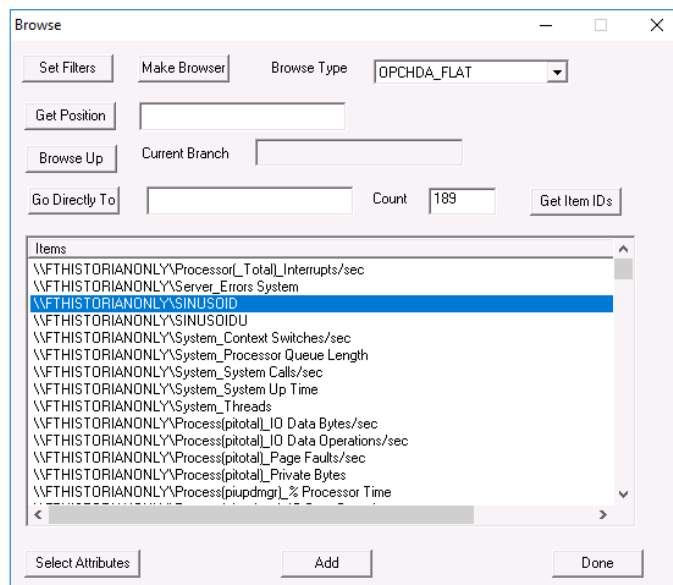 Browse
Set Filters
Make Browser
Browse Type
OPCHDA_FLAT
Get Position
Browse Up
Current Branch
Go Directly To
Count
189
Get Item IDs
Items
\\FTHISTORIANONLY\Processor(_Total)_Interrupts/sec
\\FTHISTORIANONLY\Server_Errors System
\\FTHISTORIANONLY\SINUSOID
\\FTHISTORIANONLY\SINUSOIDU
\\FTHISTORIANONLY\System_Context Switches/sec
\\FTHISTORIANONLY\System_Processor Queue Length
\\FTHISTORIANONLY\System_System Calls/sec
\\FTHISTORIANONLY\System_System Up Time
\\FTHISTORIANONLY\System_Threads
\\FTHISTORIANONLY\Process(pitotal)_IO Data Bytes/sec
\\FTHISTORIANONLY\Process(pitotal)_IO Data Operations/sec
\\FTHISTORIANONLY\Process(pitotal)_Page Faults/sec
\\FTHISTORIANONLY\Process(pitotal)_Private Bytes
\\FTHISTORIANONLY\Process(piupdmgr)_% Processor Time
Select Attributes
Add
Done